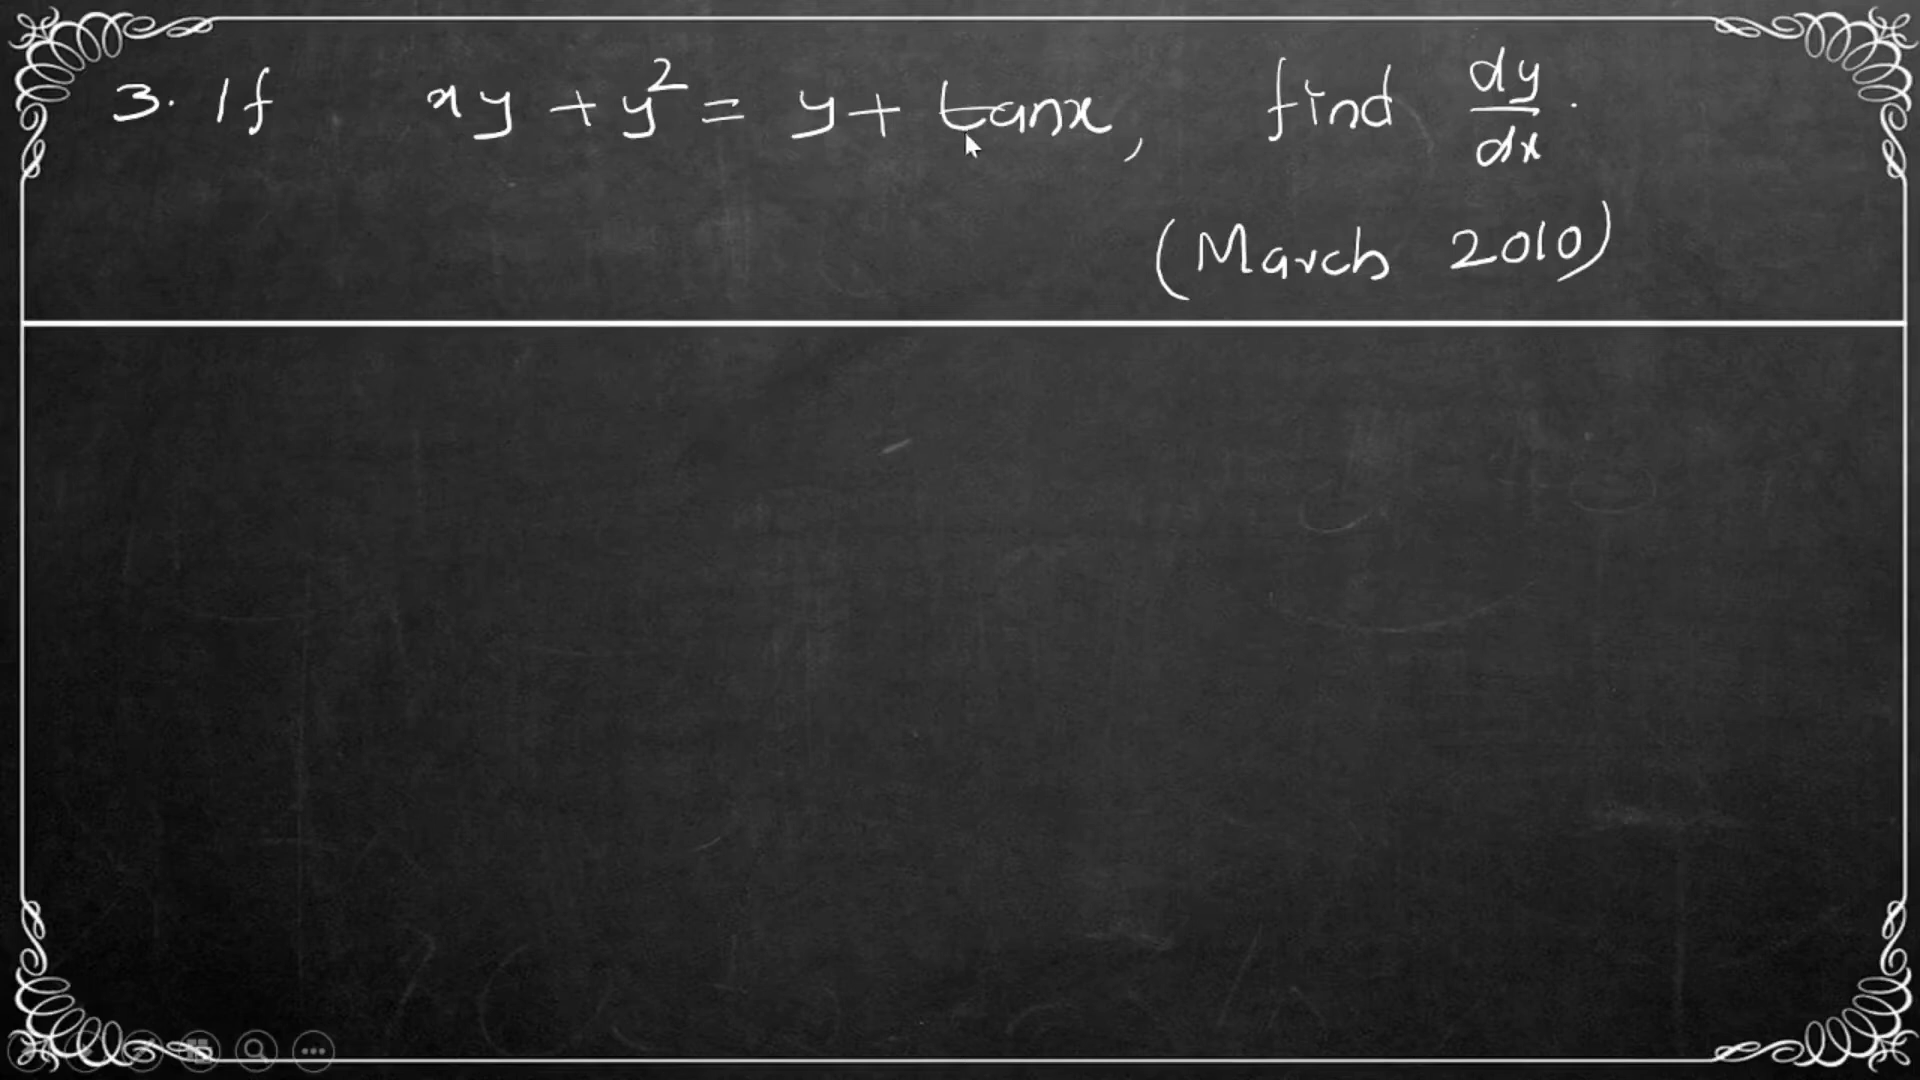 3. If xy + y² = y + tanx, find dy/dx.
(March 2010)